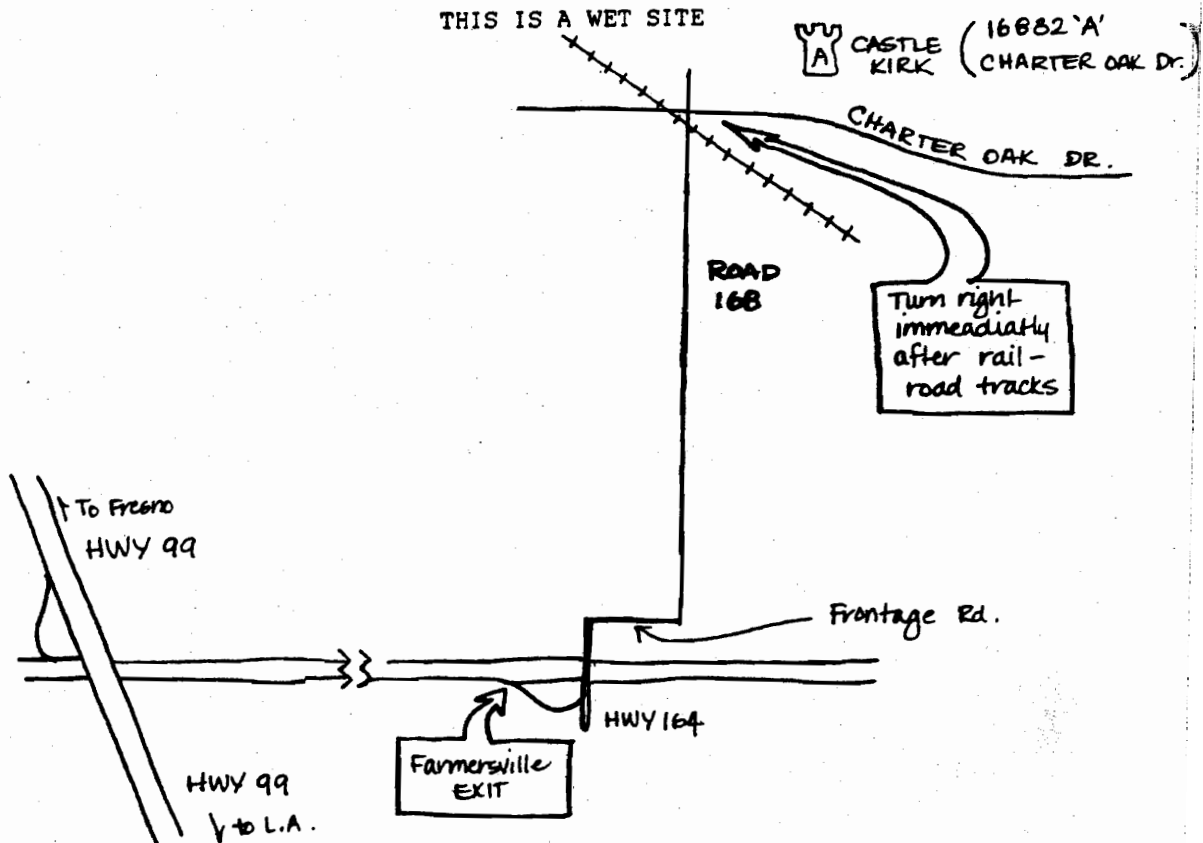 THIS IS A WET SITE
A
CASTLE KIRK
(16882 'A'
CHARTER OAK Dr.)
CHARTER OAK DR.
ROAD
168
Turn right
immeadiatly
after rail-
road tracks
To Fresno
HWY 99
Frontage Rd.
HWY 164
Farmersville
EXIT
HWY 99
to L.A.